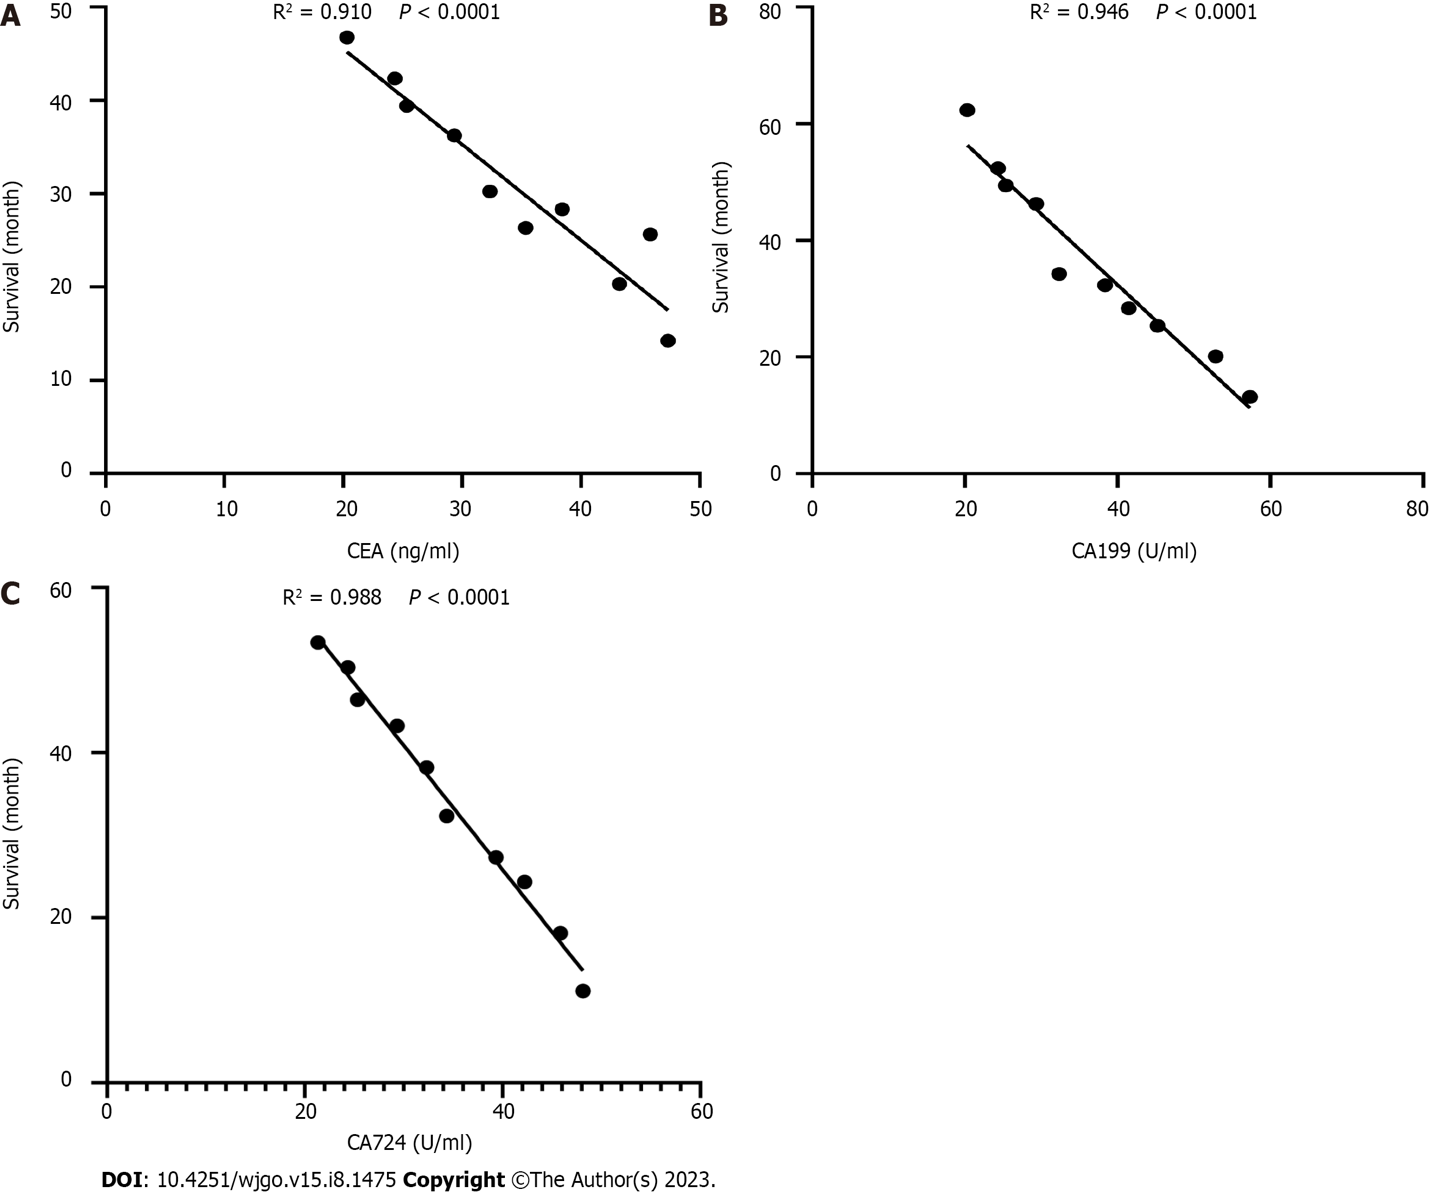 A
R² = 0.910 P < 0.0001
50
40
30
20
10
0
Survival (month)
0 10 20 30 40 50
CEA (ng/ml)
B
R² = 0.946 P < 0.0001
80
60
40
20
0
Survival (month)
0 20 40 60 80
CA199 (U/ml)
C
R² = 0.988 P < 0.0001
60
40
20
0
Survival (month)
0 20 40 60
CA724 (U/ml)
DOI: 10.4251/wjgo.v15.i8.1475 Copyright ©The Author(s) 2023.